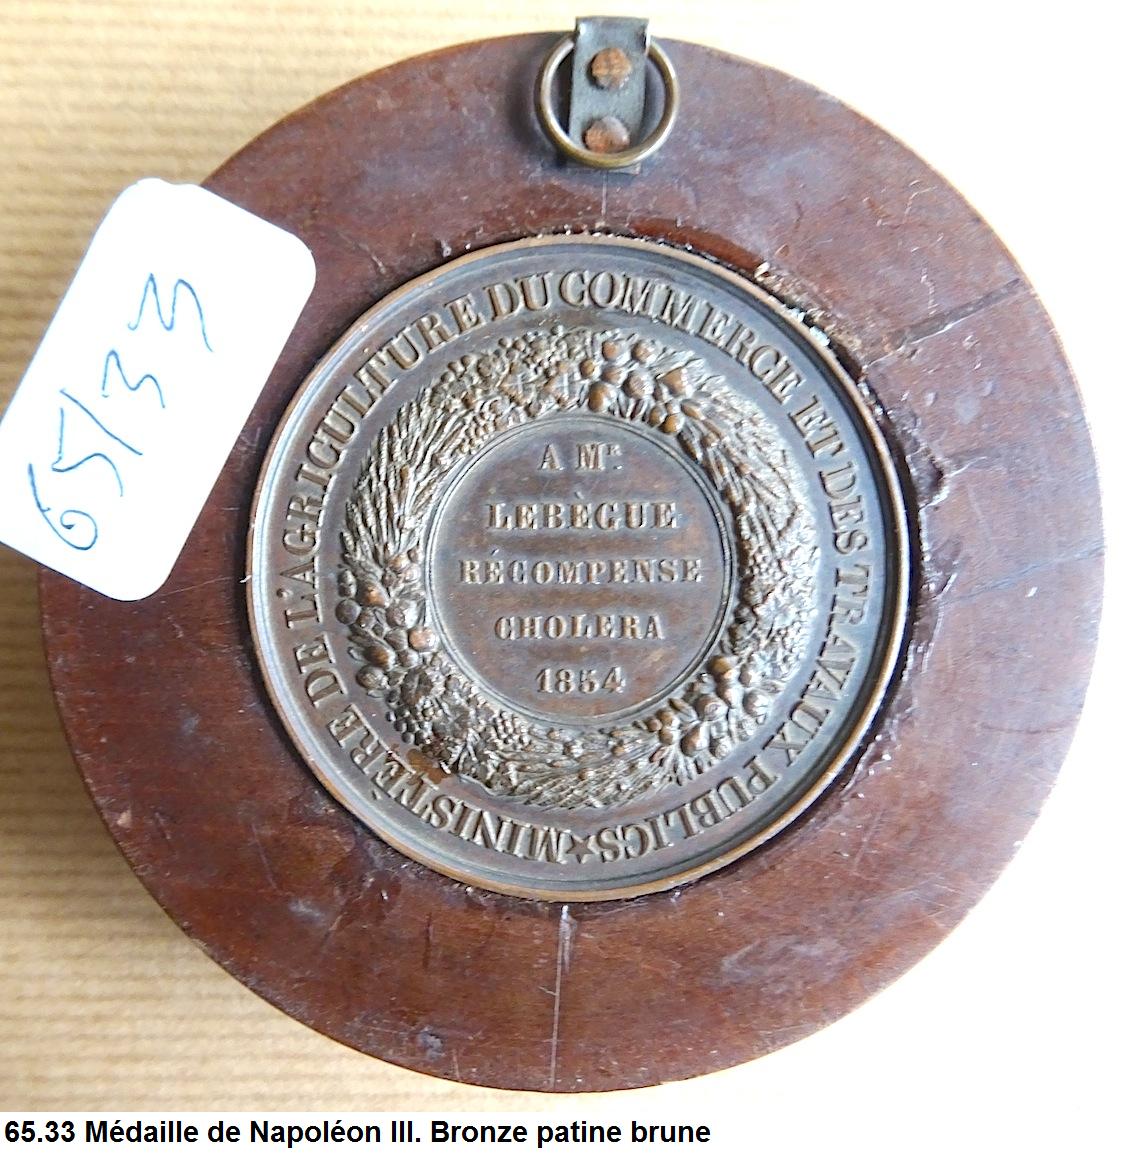 65/33
MINISTÈRE DE L'AGRICULTURE DU COMMERCE ET DES TRAVAUX PUBLICS ★
A MR.
LEBÈGUE
RÉCOMPENSE
CHOLERA
1854
65.33 Médaille de Napoléon III. Bronze patine brune